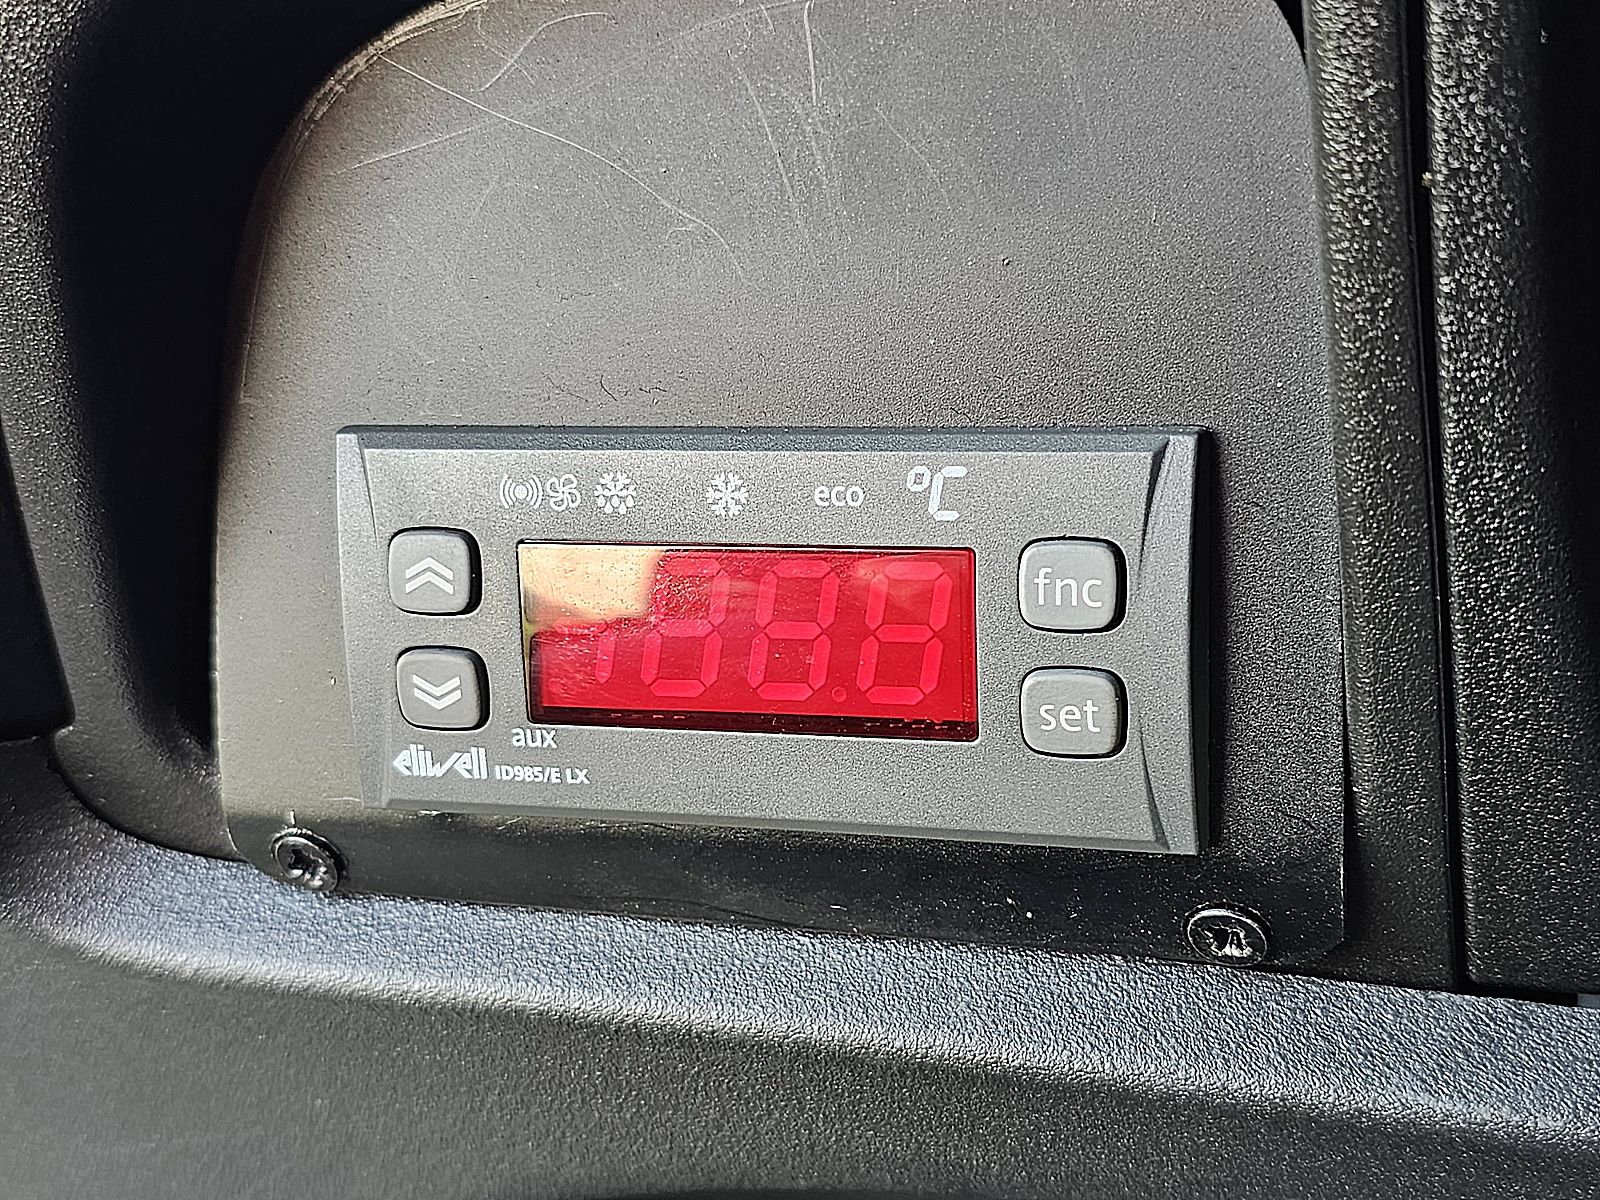 eco °C
fnc
set
aux
eliwell ID985/E LX